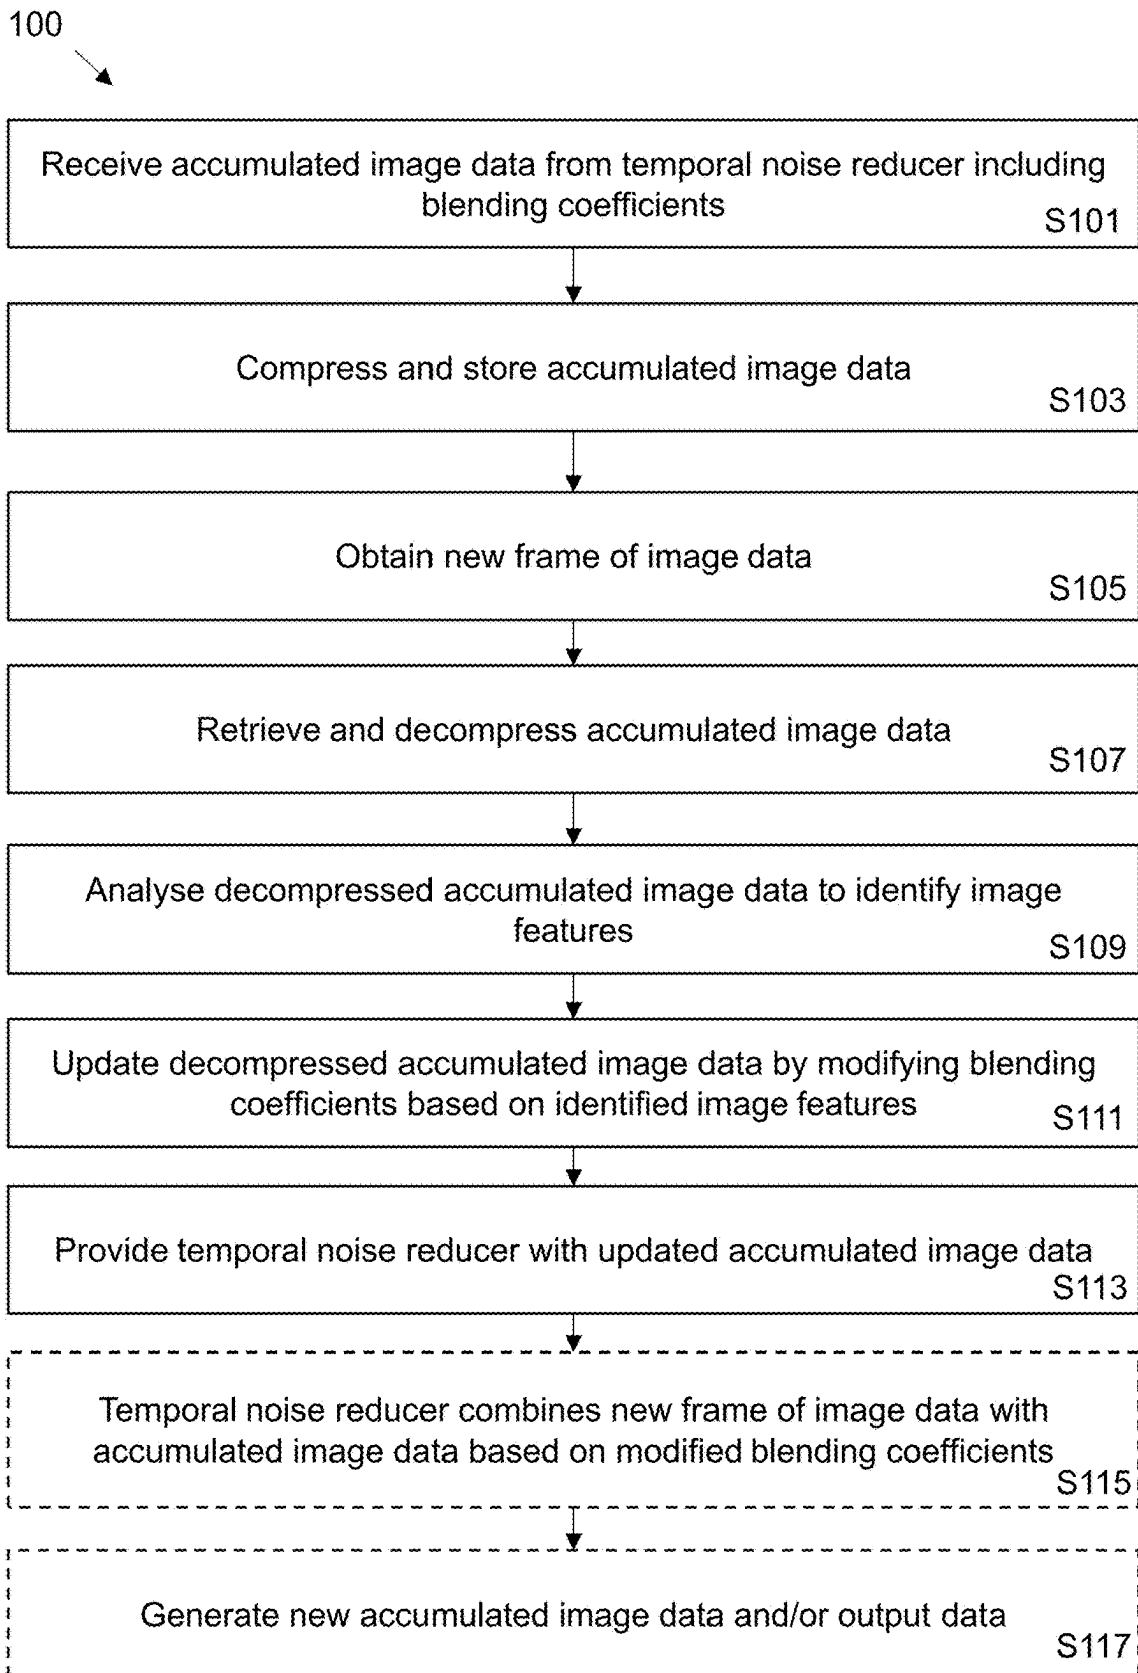 100
Receive accumulated image data from temporal noise reducer including
blending coefficients
S101
Compress and store accumulated image data
S103
Obtain new frame of image data
S105
Retrieve and decompress accumulated image data
S107
Analyse decompressed accumulated image data to identify image
features
S109
Update decompressed accumulated image data by modifying blending
coefficients based on identified image features
S111
Provide temporal noise reducer with updated accumulated image data
S113
Temporal noise reducer combines new frame of image data with
accumulated image data based on modified blending coefficients
S115
Generate new accumulated image data and/or output data
S117